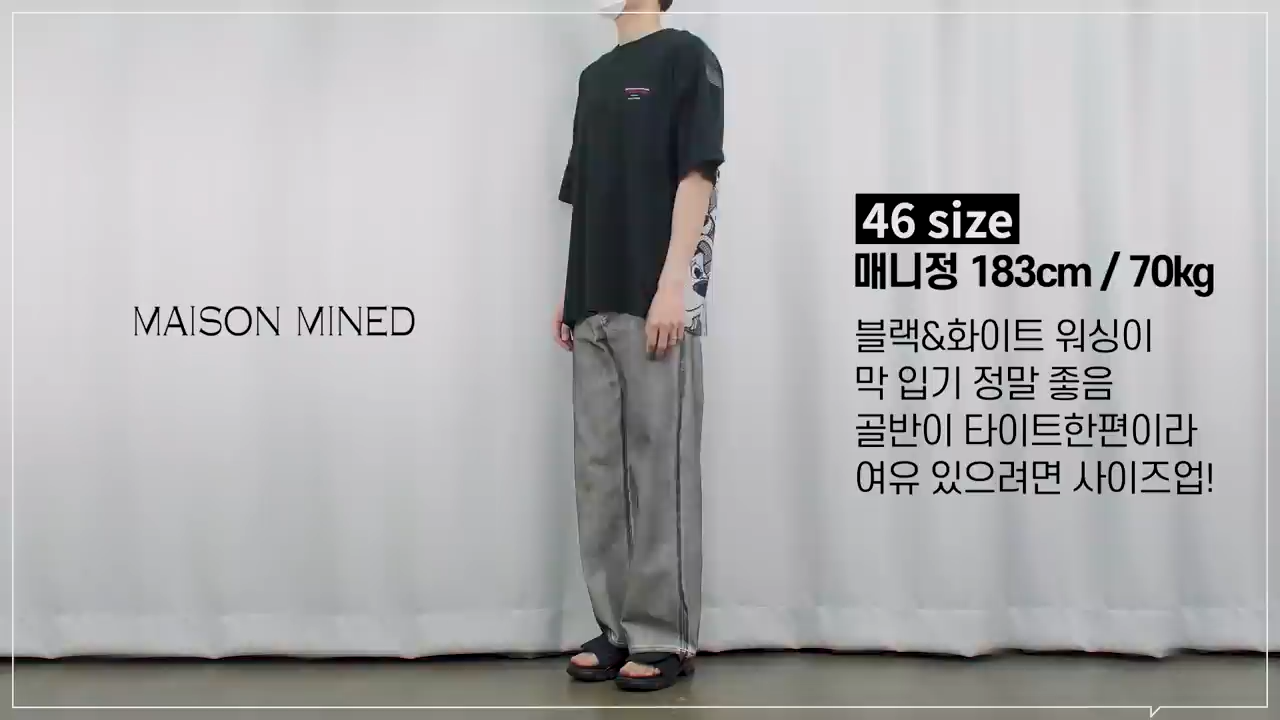 MAISON MINED
46 size
매니정 183cm / 70kg
블랙&화이트 워싱이
막 입기 정말 좋음
골반이 타이트한편이라
여유 있으려면 사이즈업!